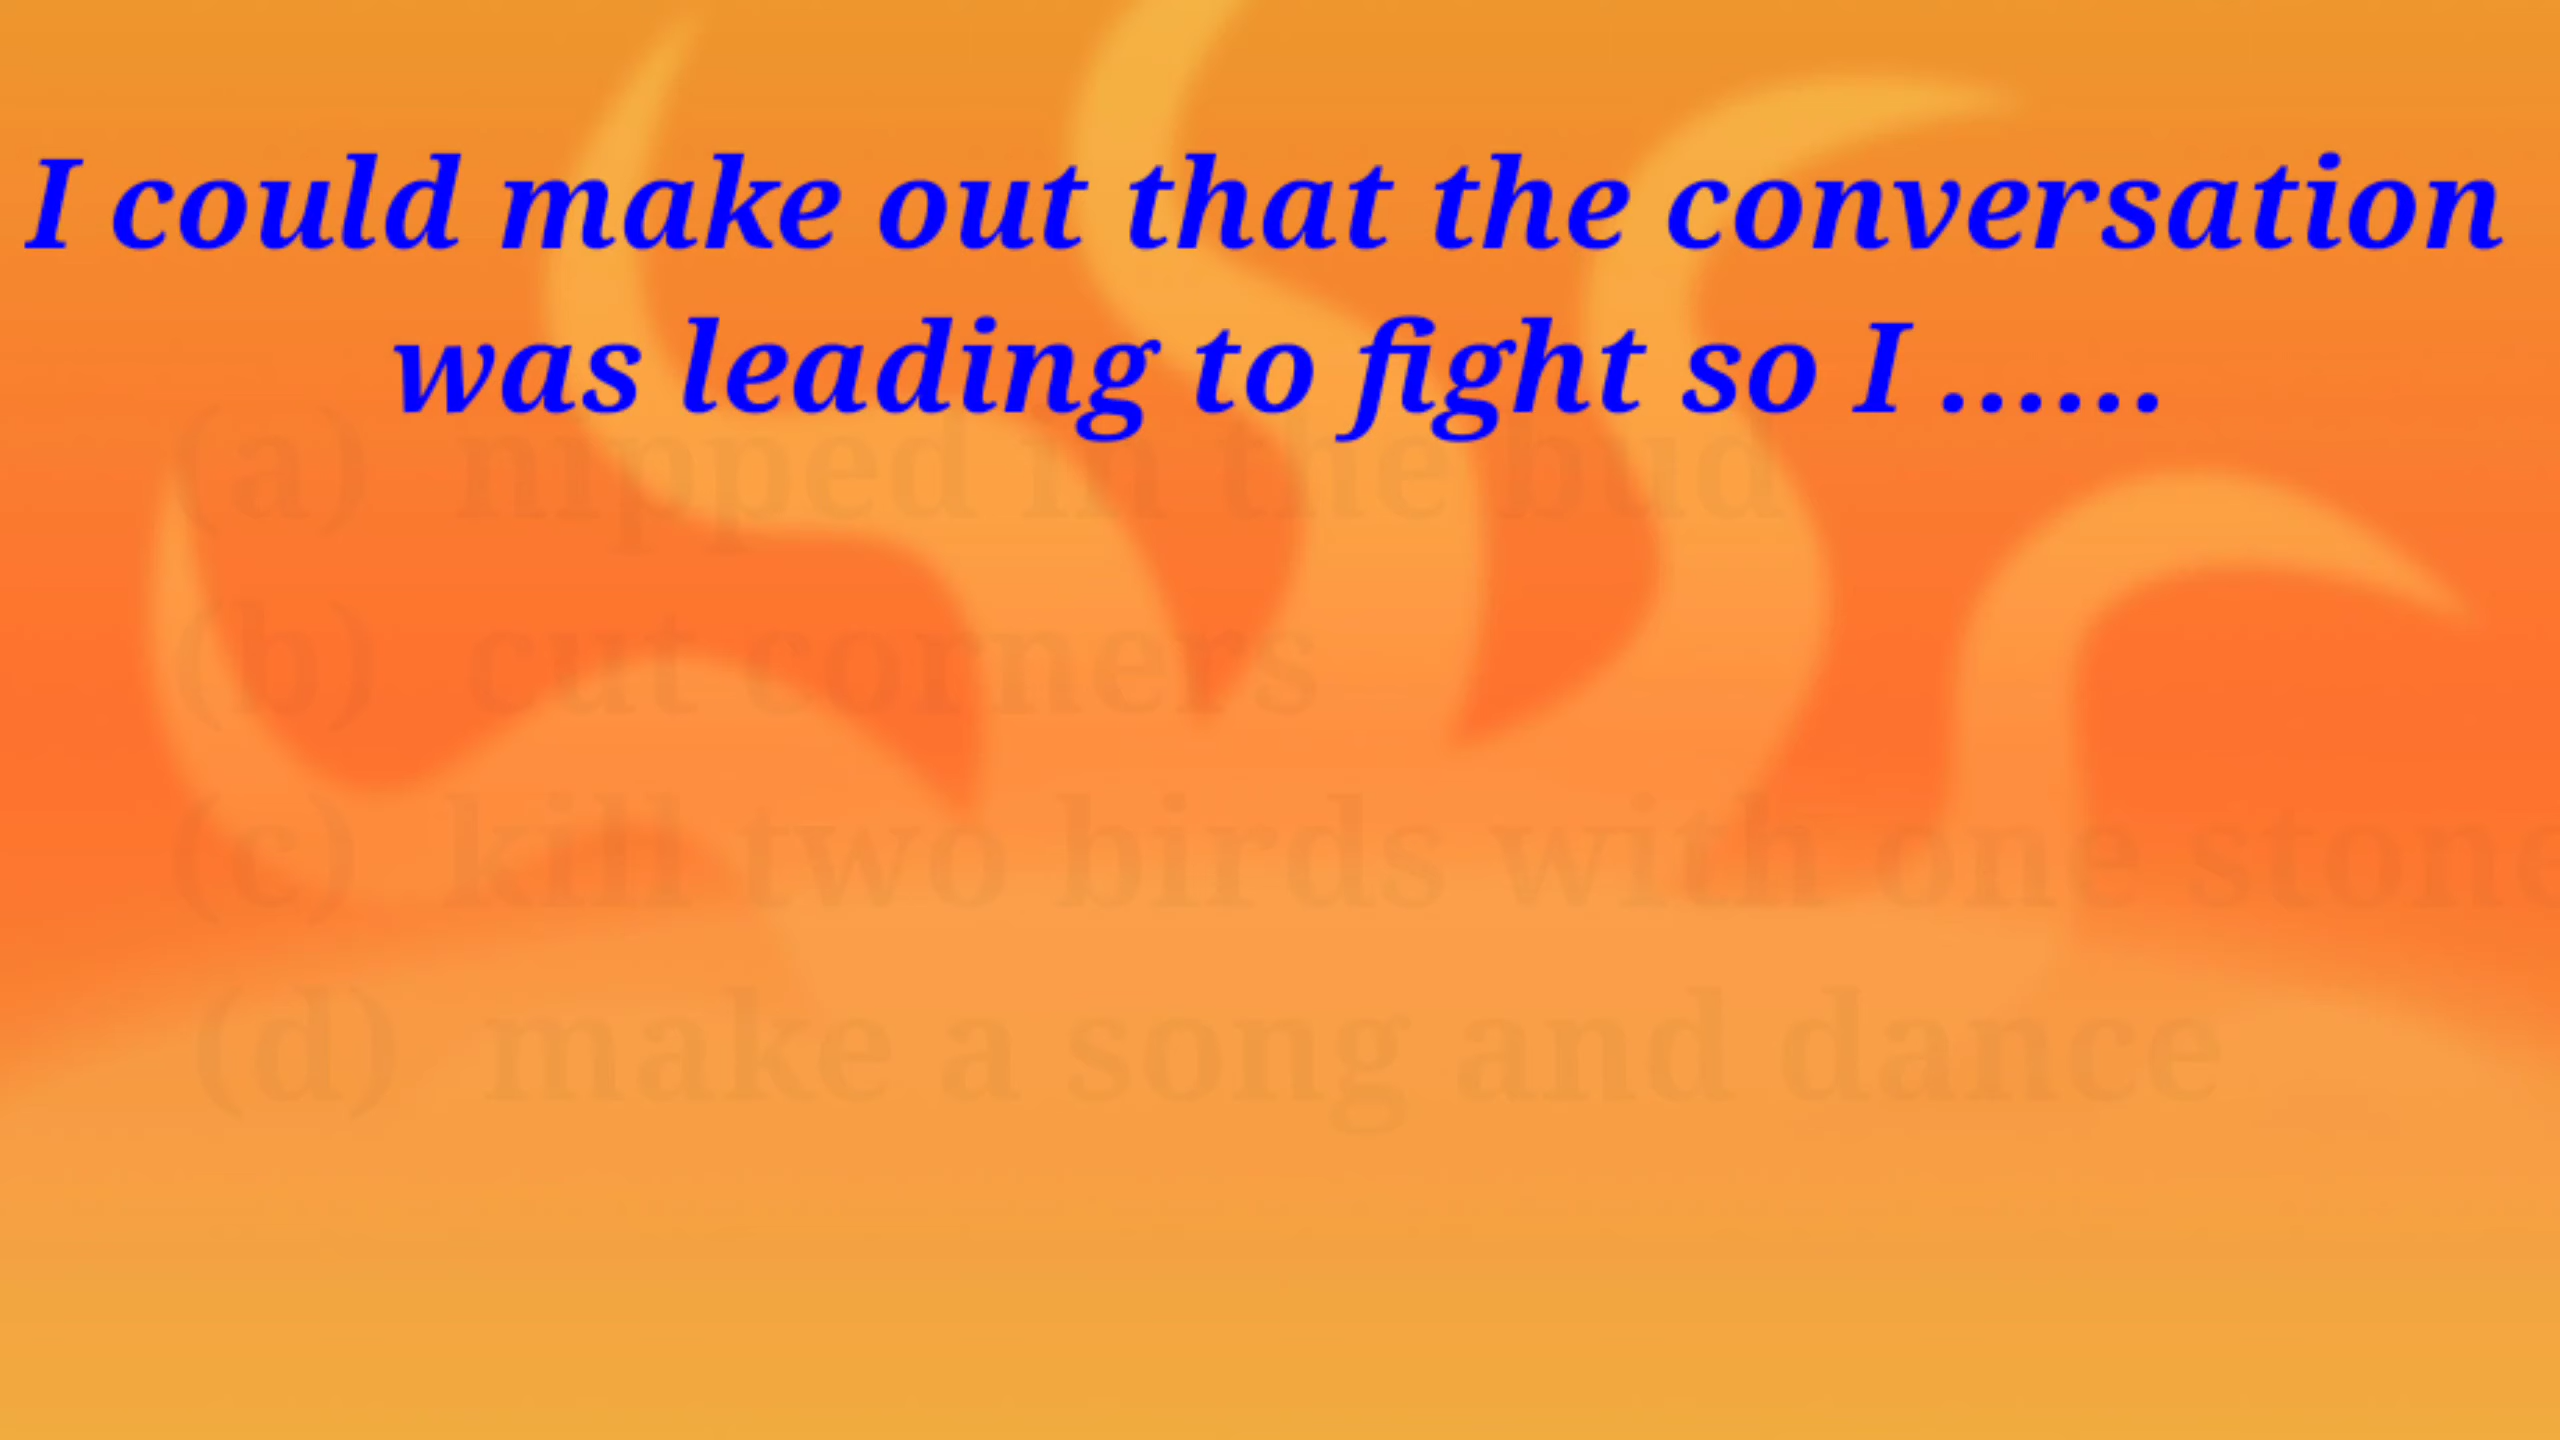 I could make out that the conversation
was leading to fight so I ......
(a) nipped in the bud
(b) cut corners
(c) kill two birds with one stone
(d) make a song and dance